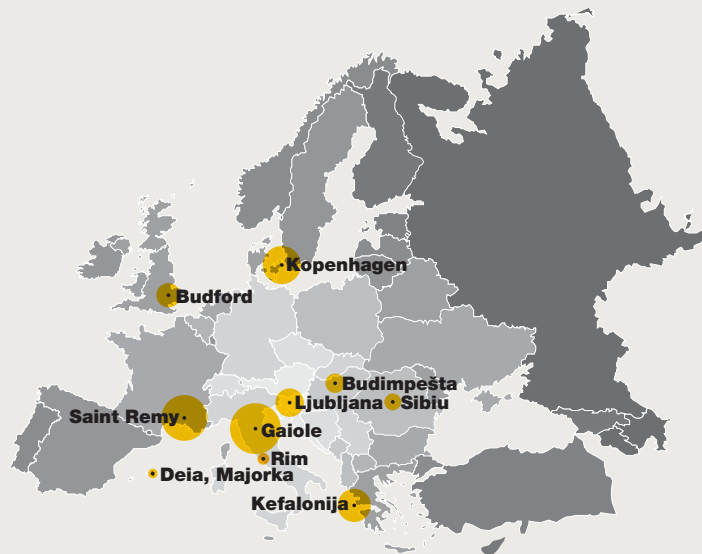 Kopenhagen
Budford
Budimpešta
Ljubljana
Sibiu
Saint Remy
Gaiole
Rim
Deia, Majorka
Kefalonija